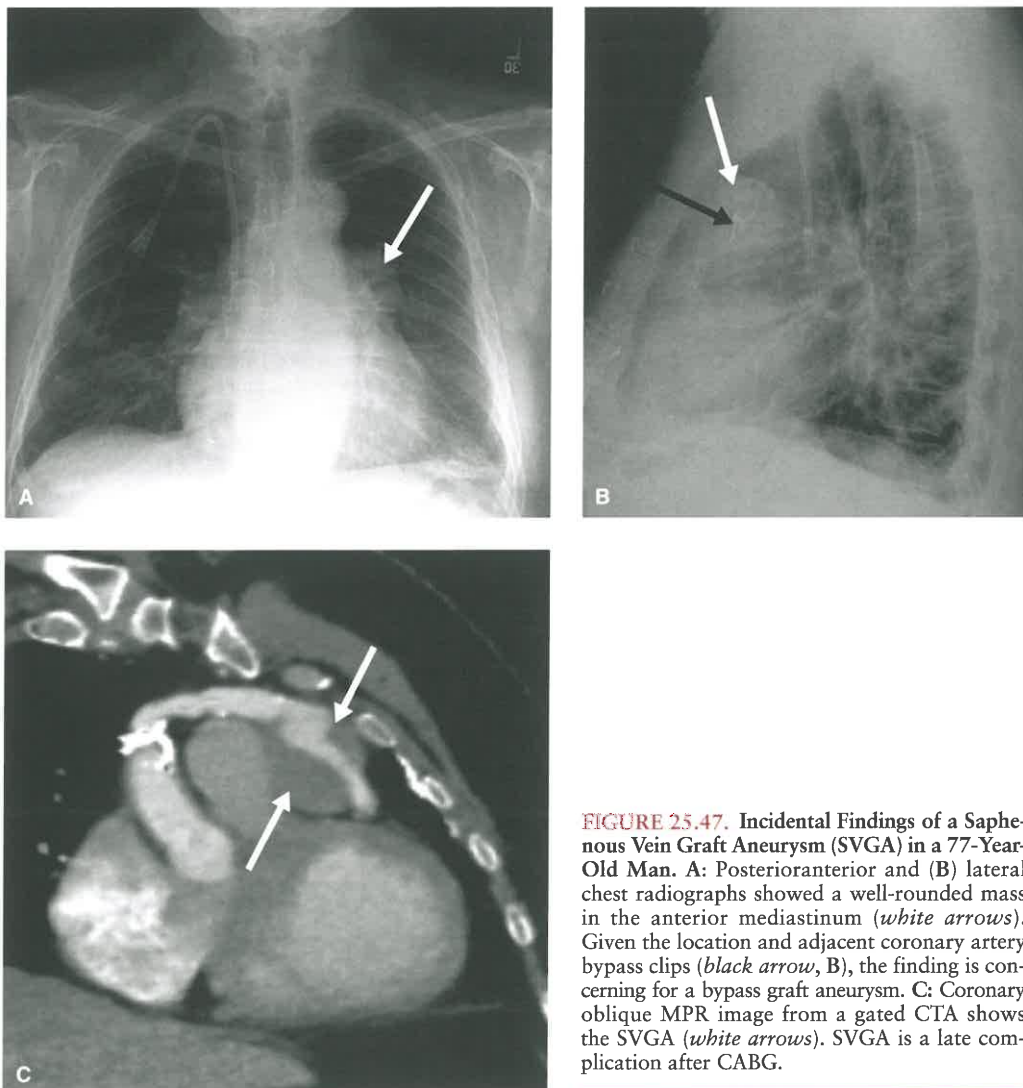 A
B
C
FIGURE 25.47. Incidental Findings of a Saphe-
nous Vein Graft Aneurysm (SVGA) in a 77-Year-
Old Man. A: Posterioranterior and (B) lateral
chest radiographs showed a well-rounded mass
in the anterior mediastinum (white arrows).
Given the location and adjacent coronary artery
bypass clips (black arrow, B), the finding is con-
cerning for a bypass graft aneurysm. C: Coronary
oblique MPR image from a gated CTA shows
the SVGA (white arrows). SVGA is a late com-
plication after CABG.